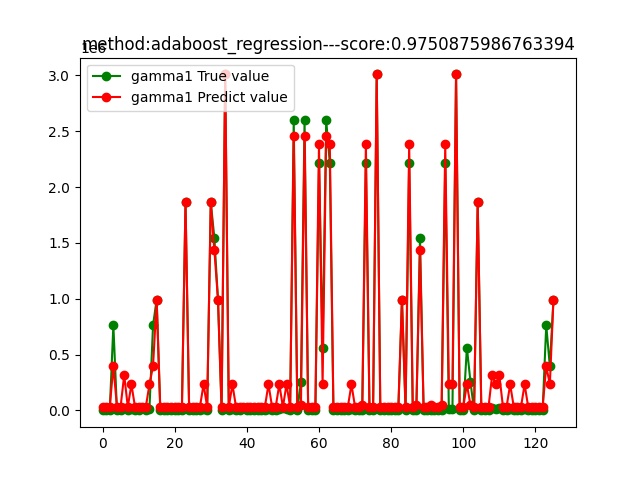 method:adaboost_regression---score:0.9750875986763394
1e6
gamma1 True value
gamma1 Predict value
3.0
2.5
2.0
1.5
1.0
0.5
0.0
0 20 40 60 80 100 120